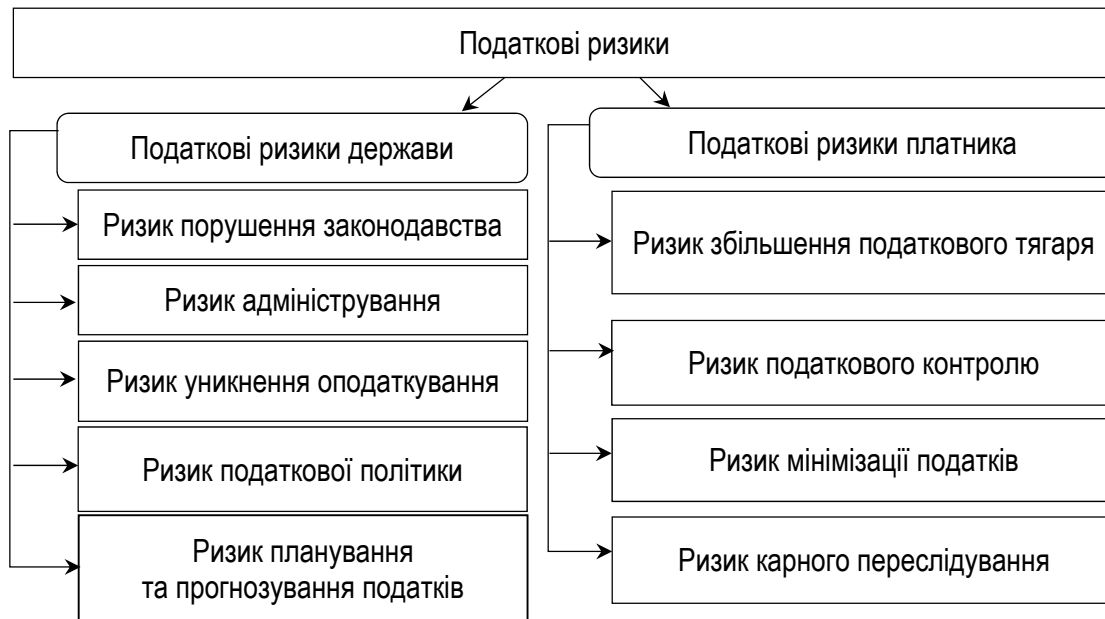 Податкові ризики
Податкові ризики держави
Ризик порушення законодавства
Ризик адміністрування
Ризик уникнення оподаткування
Ризик податкової політики
Ризик планування
та прогнозування податків
Податкові ризики платника
Ризик збільшення податкового тягаря
Ризик податкового контролю
Ризик мінімізації податків
Ризик карного переслідування